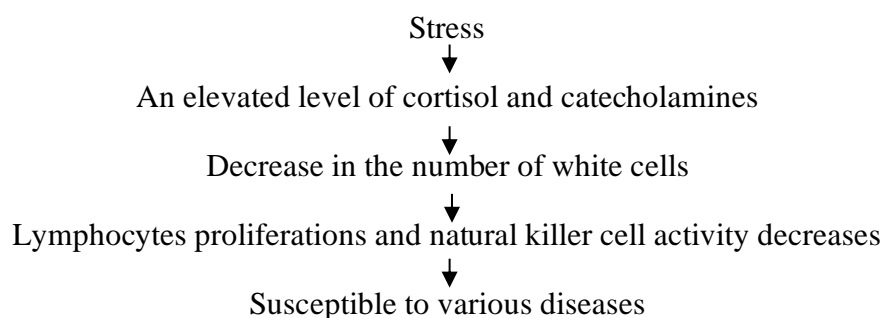 Stress
An elevated level of cortisol and catecholamines
Decrease in the number of white cells
Lymphocytes proliferations and natural killer cell activity decreases
Susceptible to various diseases